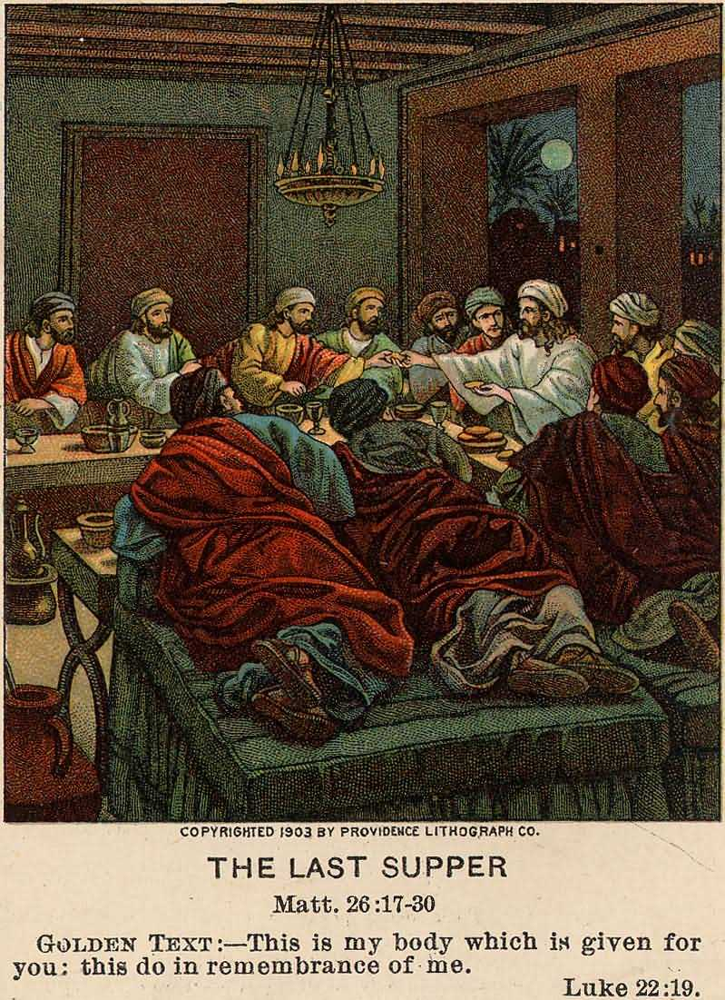 COPYRIGHTED 1903 BY PROVIDENCE LITHOGRAPH CO.
THE LAST SUPPER
Matt. 26:17-30
GOLDEN TEXT:—This is my body which is given for
you: this do in remembrance of me.
Luke 22:19.